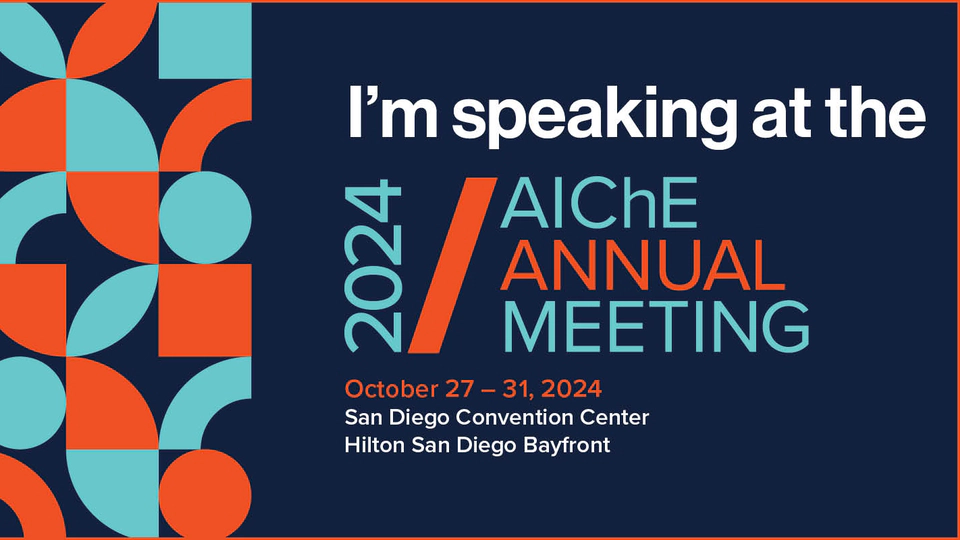 I’m speaking at the
2024
AIChE
ANNUAL
MEETING
October 27 – 31, 2024
San Diego Convention Center
Hilton San Diego Bayfront